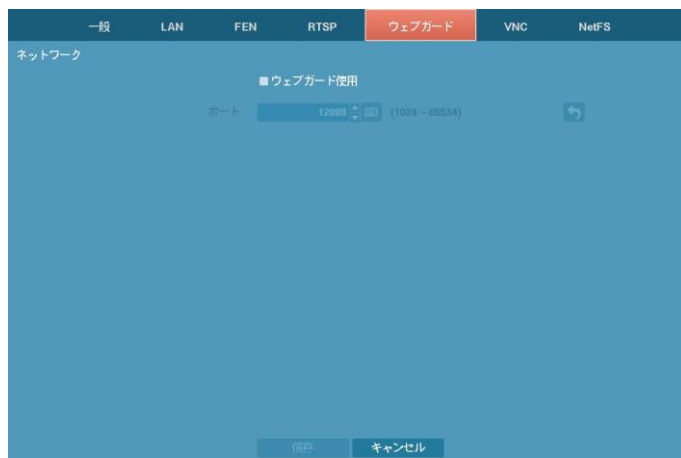 一般 LAN FEN RTSP ウェブガード VNC NetFS
ネットワーク
ウェブガード使用
ポート 12088 (1024 ~ 65534)
保存 キャンセル